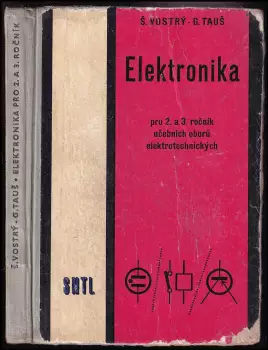 Š. VOSTRÝ - G. TAUŠ
Elektronika
pro 2. a 3. ročník
učebních oborů
elektrotechnických
SNTL
Š. VOSTRÝ - G. TAUŠ • ELEKTRONIKA PRO 2. A 3. ROČNÍK